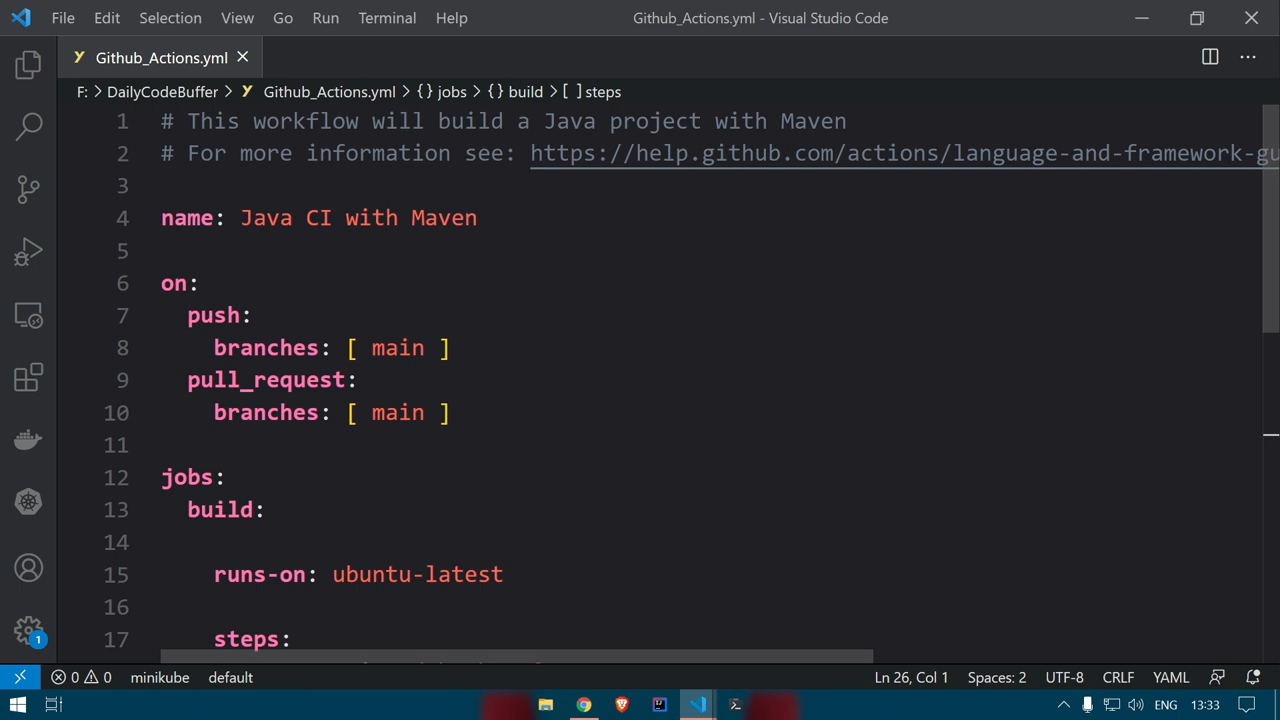 File Edit Selection View Go Run Terminal Help Github_Actions.yml - Visual Studio Code
Github_Actions.yml
F: > DailyCodeBuffer > Github_Actions.yml > {} jobs > {} build > [ ] steps
1 # This workflow will build a Java project with Maven
2 # For more information see: https://help.github.com/actions/language-and-framework-gu
3
4 name: Java CI with Maven
5
6 on:
7 push:
8 branches: [ main ]
9 pull_request:
10 branches: [ main ]
11
12 jobs:
13 build:
14
15 runs-on: ubuntu-latest
16
17 steps:
1
0 0 minikube default Ln 26, Col 1 Spaces: 2 UTF-8 CRLF YAML
ENG 13:33